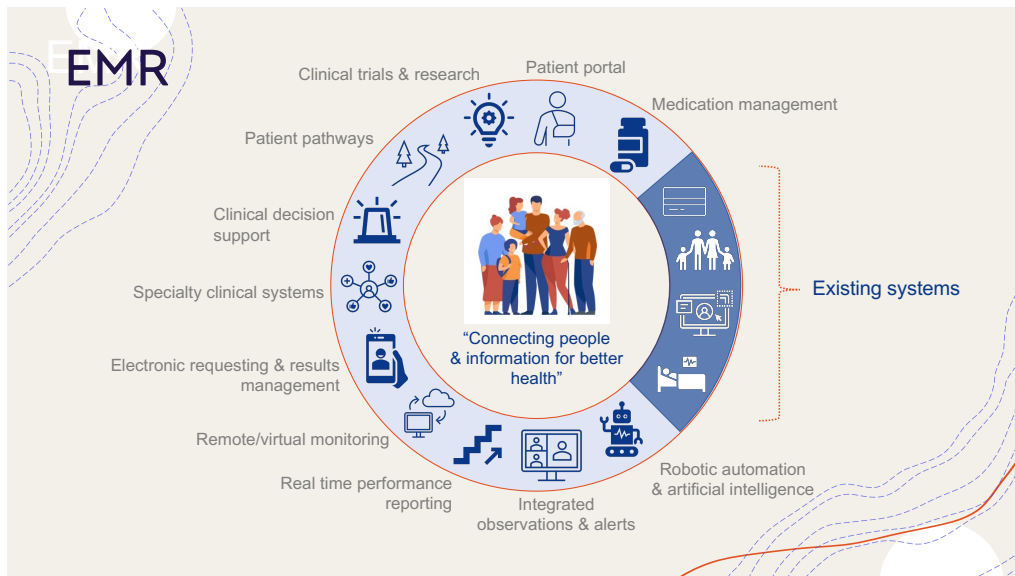 EMR
Clinical trials & research
Patient portal
Medication management
Patient pathways
Clinical decision
support
Specialty clinical systems
Electronic requesting & results
management
Remote/virtual monitoring
Real time performance
reporting
Integrated
observations & alerts
Robotic automation
& artificial intelligence
Existing systems
“Connecting people
& information for better
health”